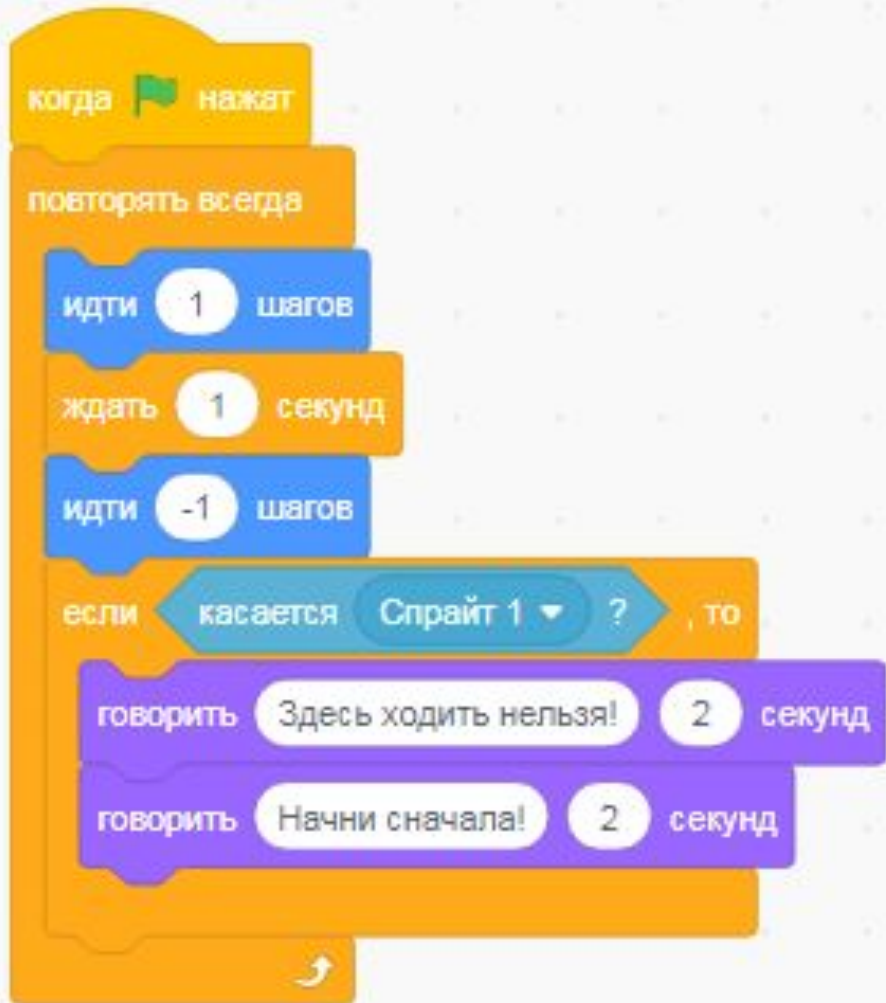 когда нажат
повторять всегда
идти 1 шагов
ждать 1 секунд
идти -1 шагов
если касается Спрайт 1 ? , то
говорить Здесь ходить нельзя! 2 секунд
говорить Начни сначала! 2 секунд